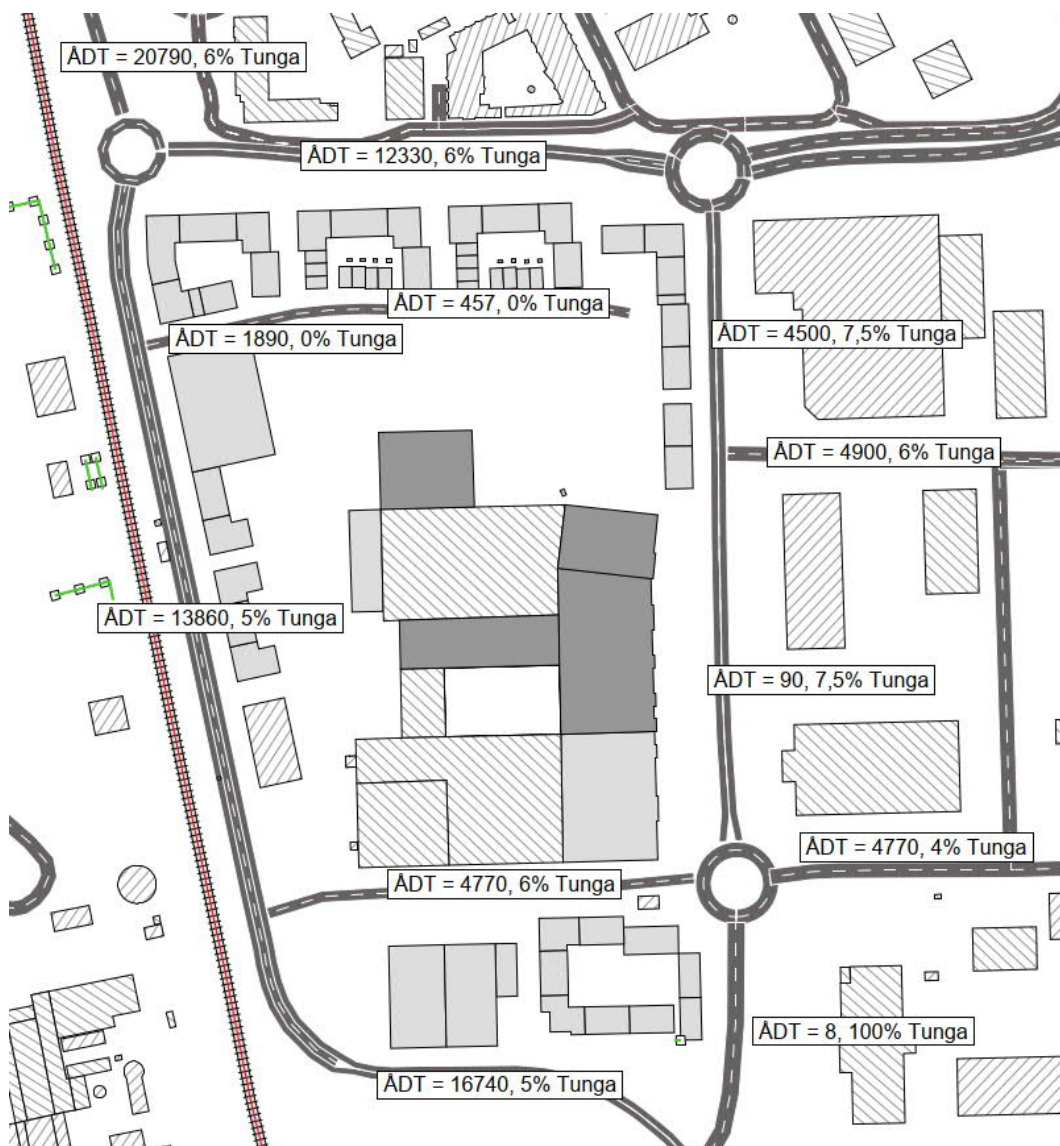 ÅDT = 20790, 6% Tunga
ÅDT = 12330, 6% Tunga
ÅDT = 457, 0% Tunga
ÅDT = 1890, 0% Tunga
ÅDT = 4500, 7,5% Tunga
ÅDT = 4900, 6% Tunga
ÅDT = 13860, 5% Tunga
ÅDT = 90, 7,5% Tunga
ÅDT = 4770, 4% Tunga
ÅDT = 4770, 6% Tunga
ÅDT = 8, 100% Tunga
ÅDT = 16740, 5% Tunga